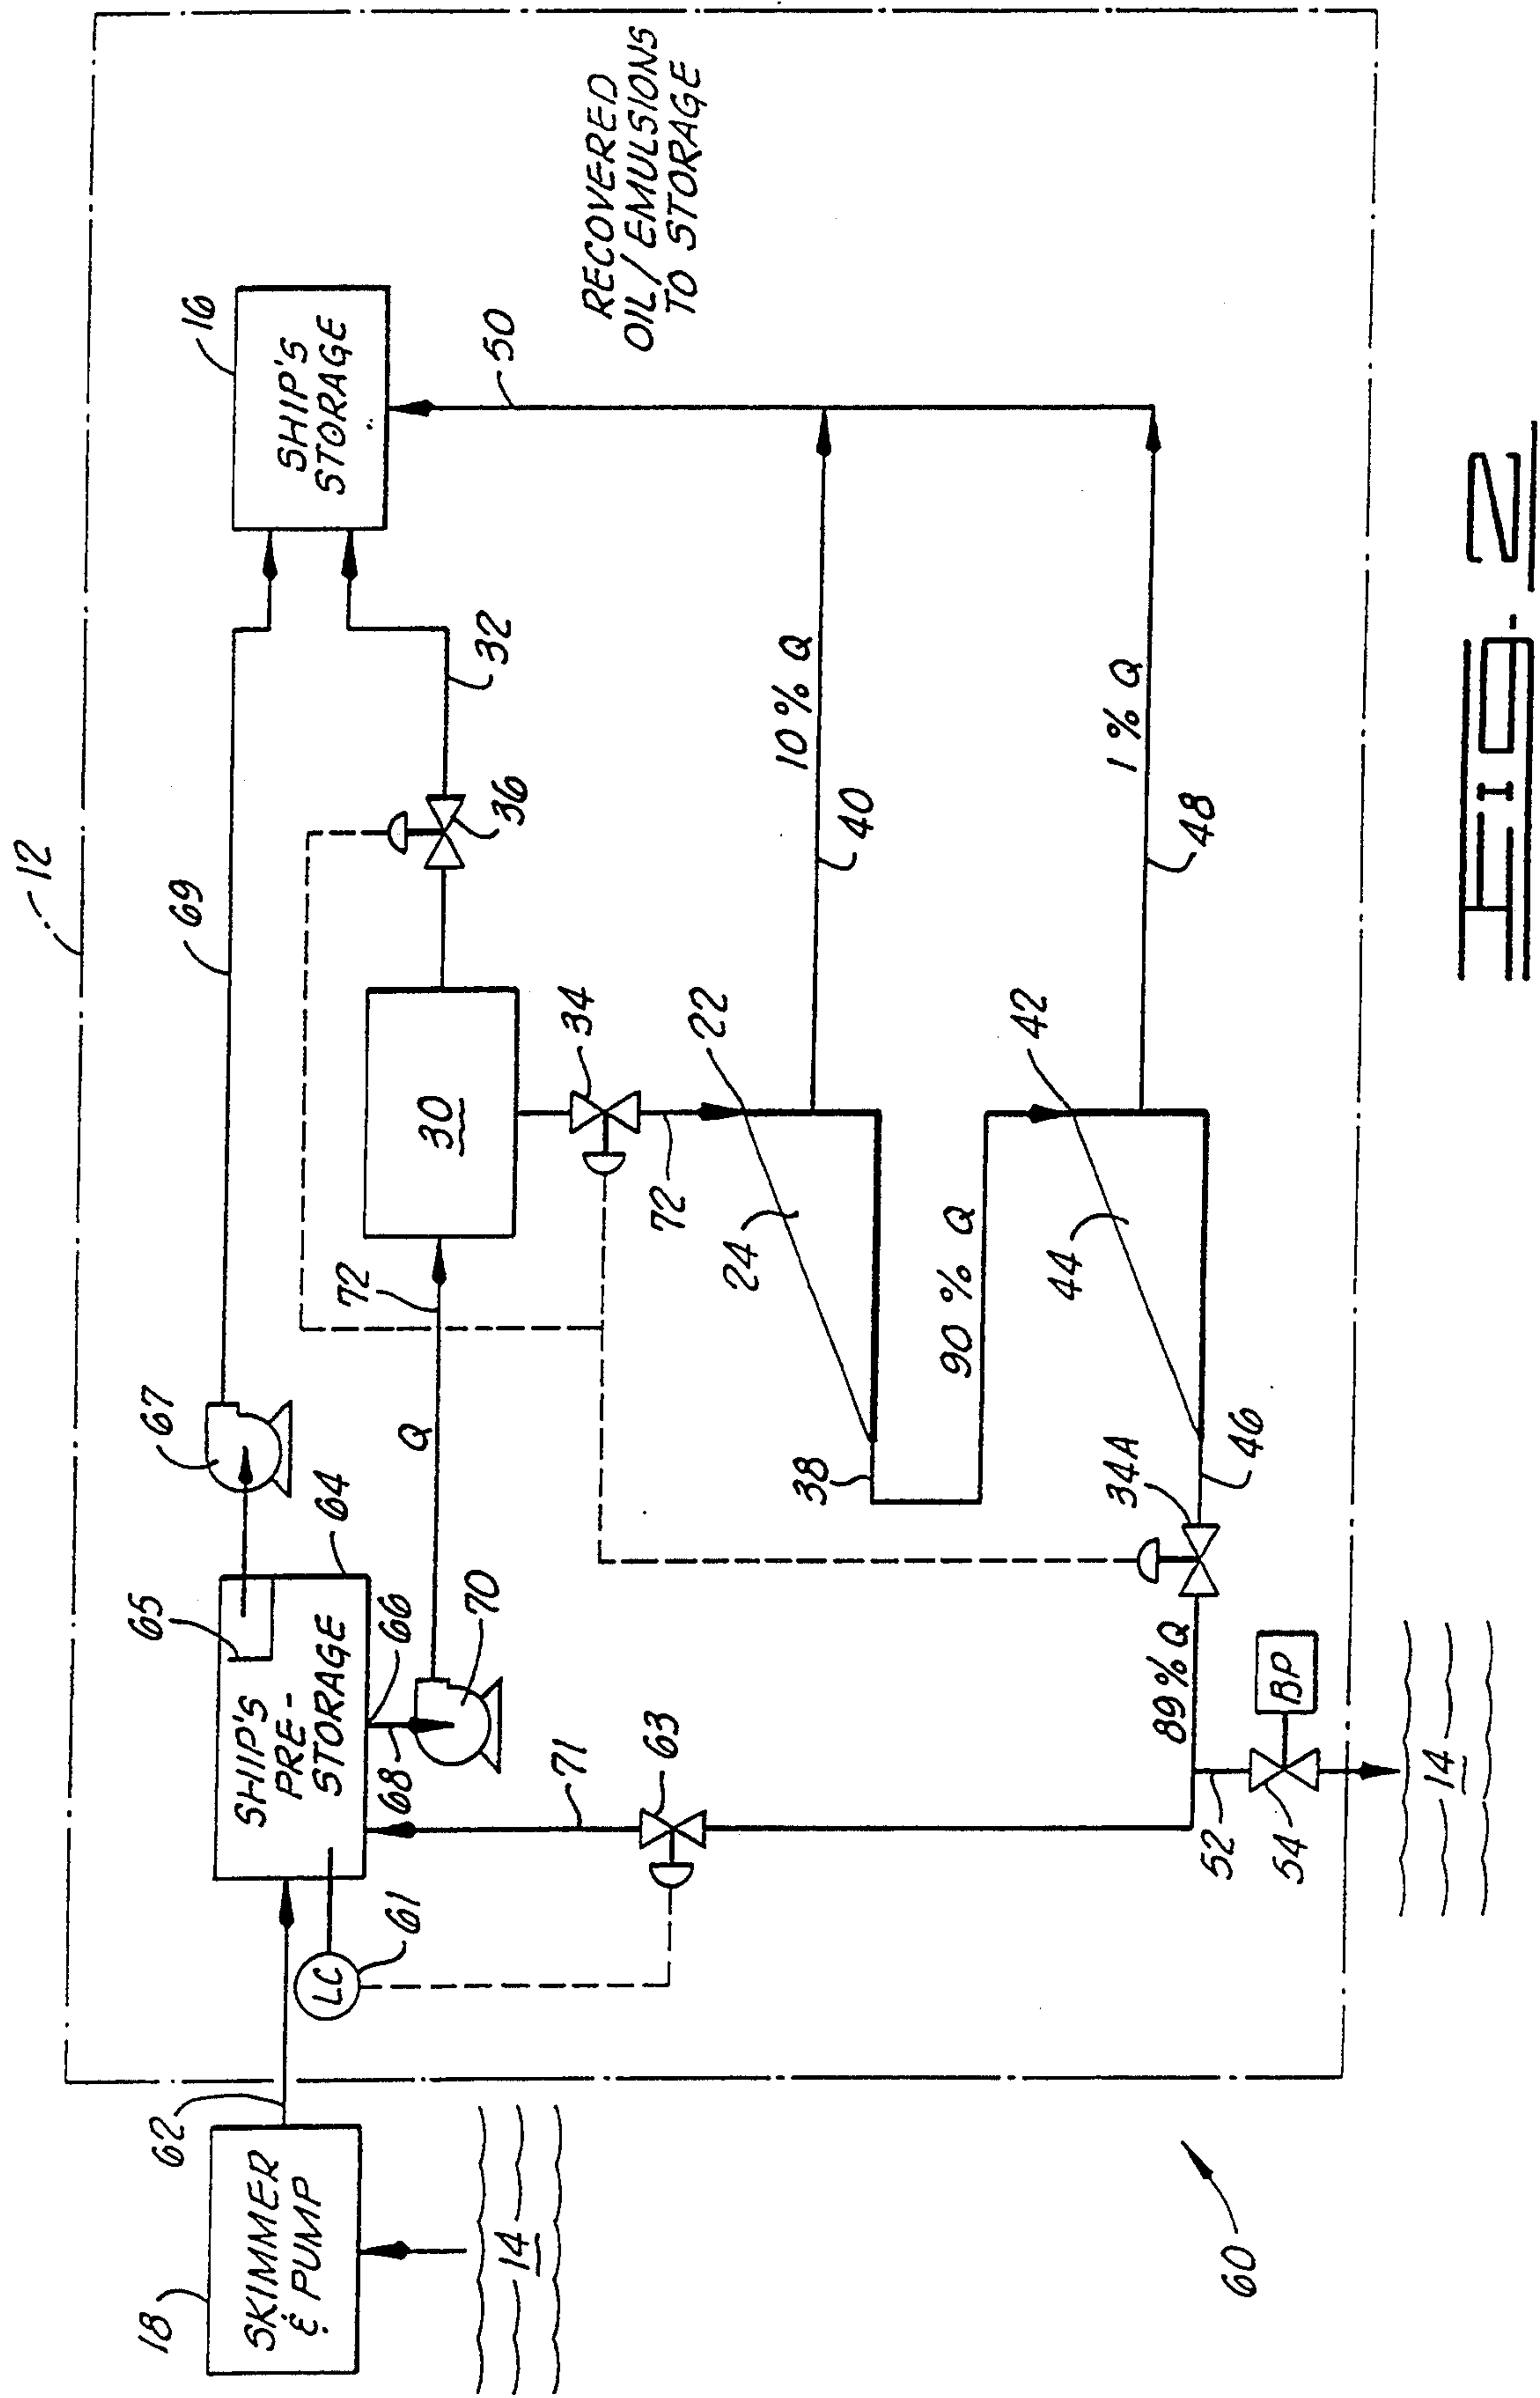 12
69
67
16
SHIP'S
STORAGE
18
SKIMMER
& PUMP
62
65
SHIP'S
PRE-
STORAGE
64
LC
61
66
68
70
Q
72
30
36
32
50
RECOVERED
OIL/EMULSIONS
TO STORAGE
14
71
63
34
72
22
24
10% Q
40
38
90% Q
42
44
1% Q
48
34A
46
89% Q
52
54
BP
14
60
FIG. 2